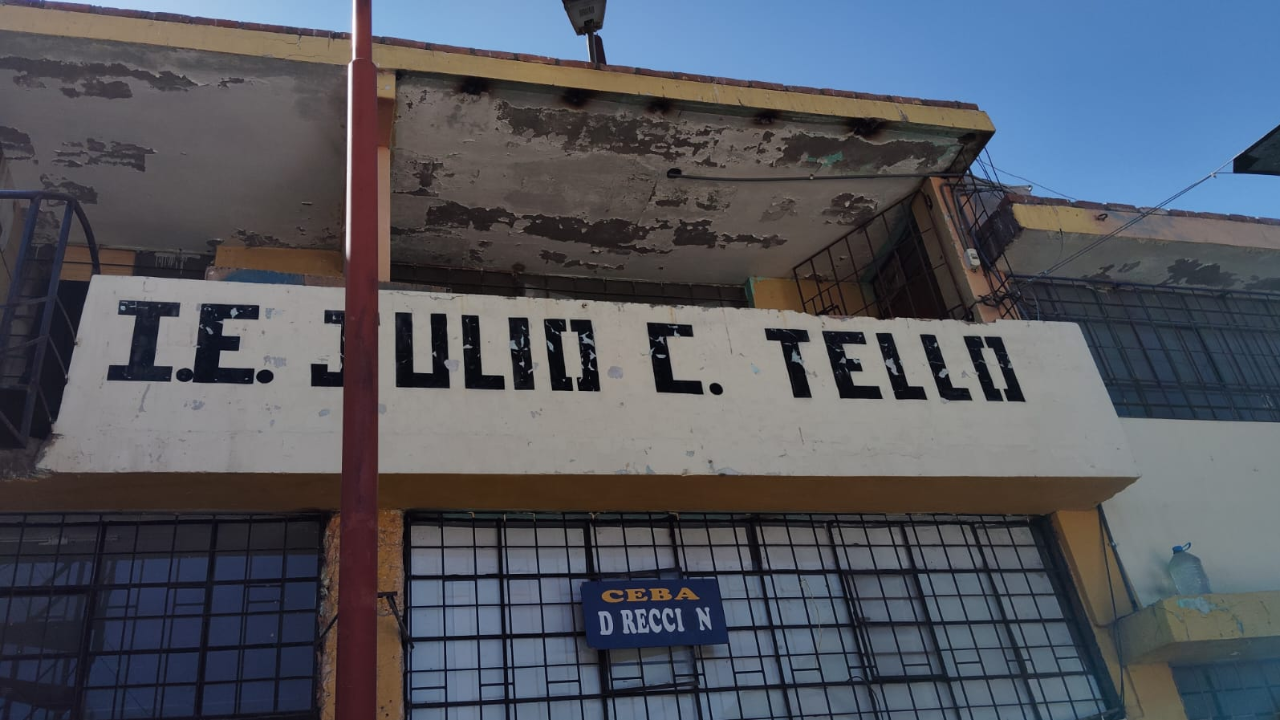 I.E. JULIO C. TELLO
CEBA
D RECCI N